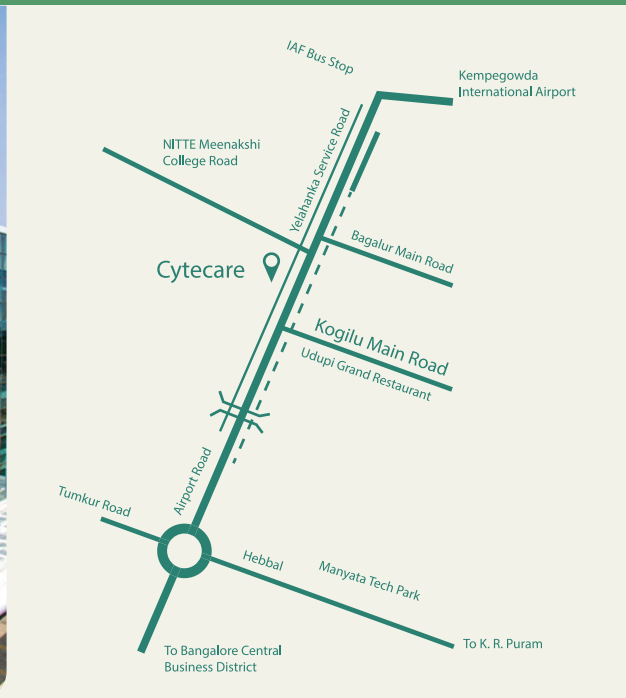 IAF Bus Stop
Kempegowda
International Airport
NITTE Meenakshi
College Road
Yelahanka Service Road
Bagalur Main Road
Cytecare
Kogilu Main Road
Udupi Grand Restaurant
Airport Road
Tumkur Road
Hebbal
Manyata Tech Park
To K. R. Puram
To Bangalore Central
Business District